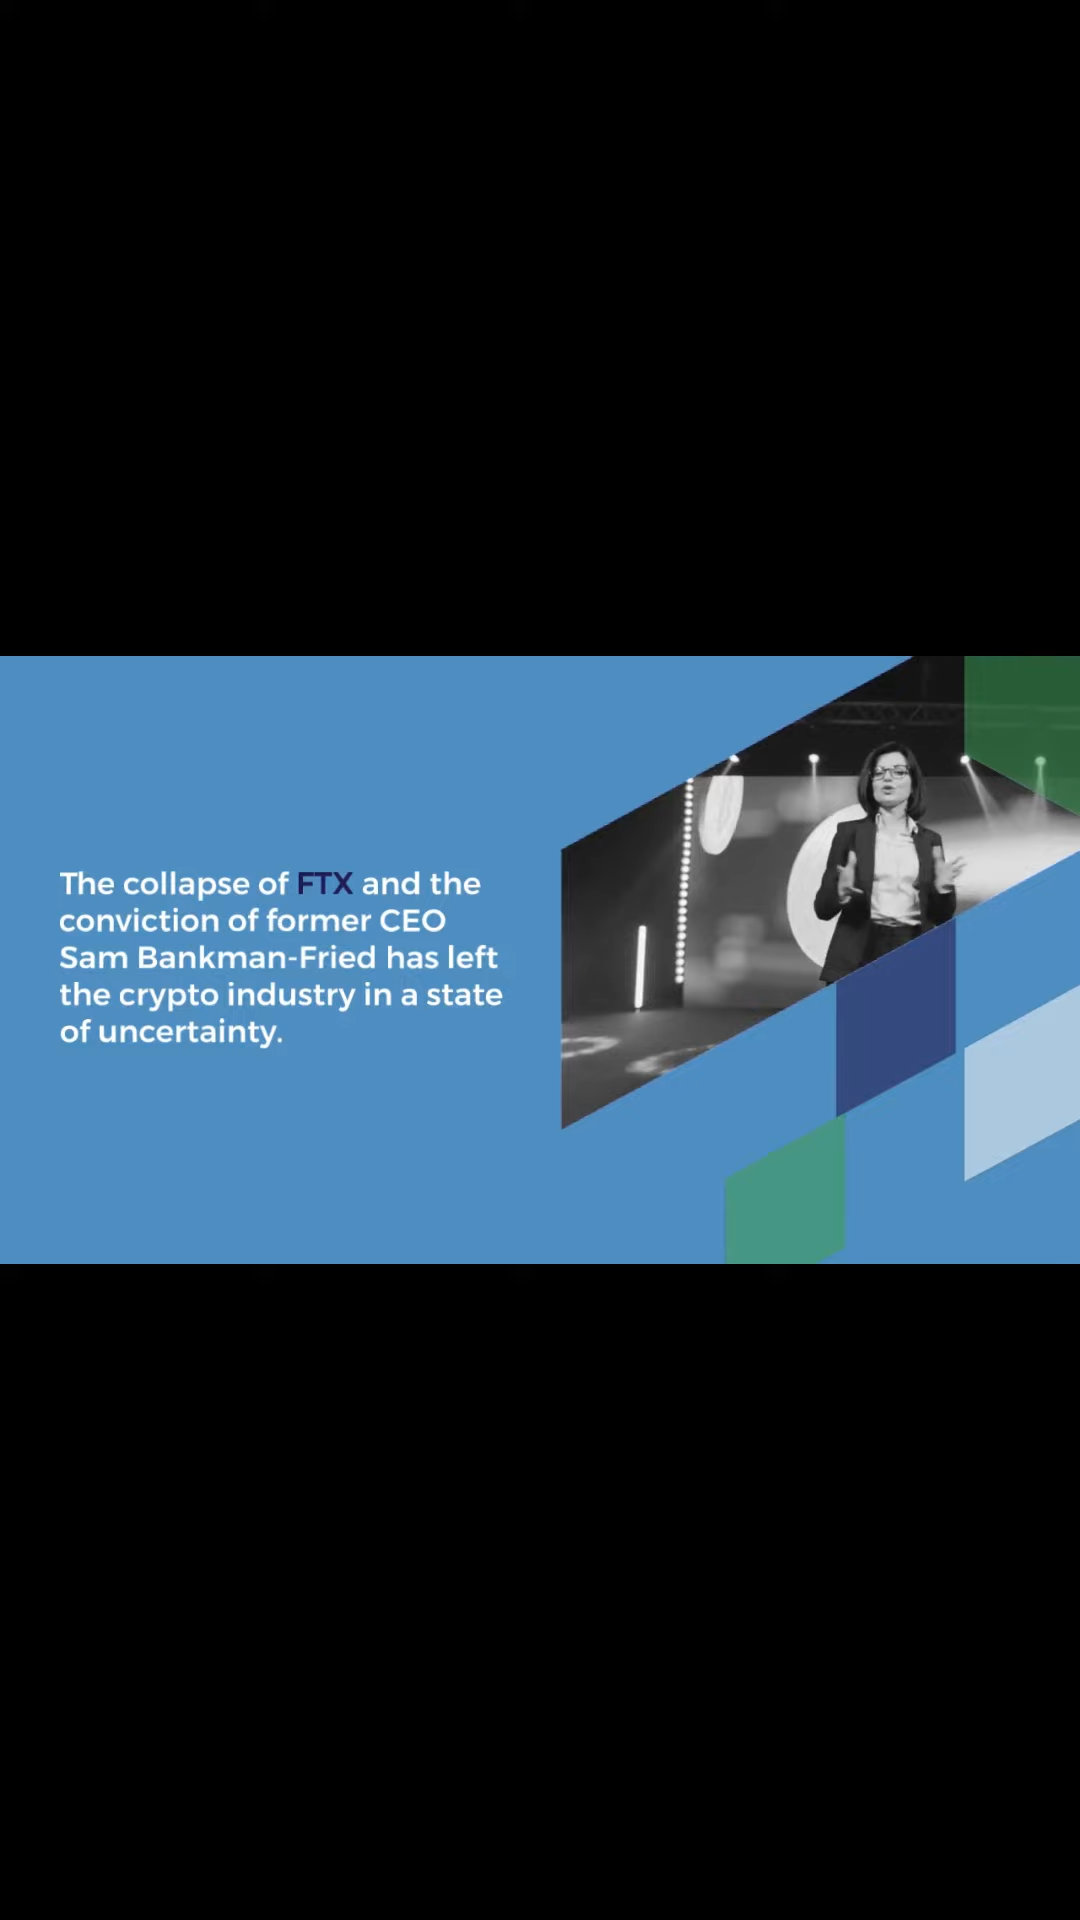 The collapse of FTX and the
conviction of former CEO
Sam Bankman-Fried has left
the crypto industry in a state
of uncertainty.